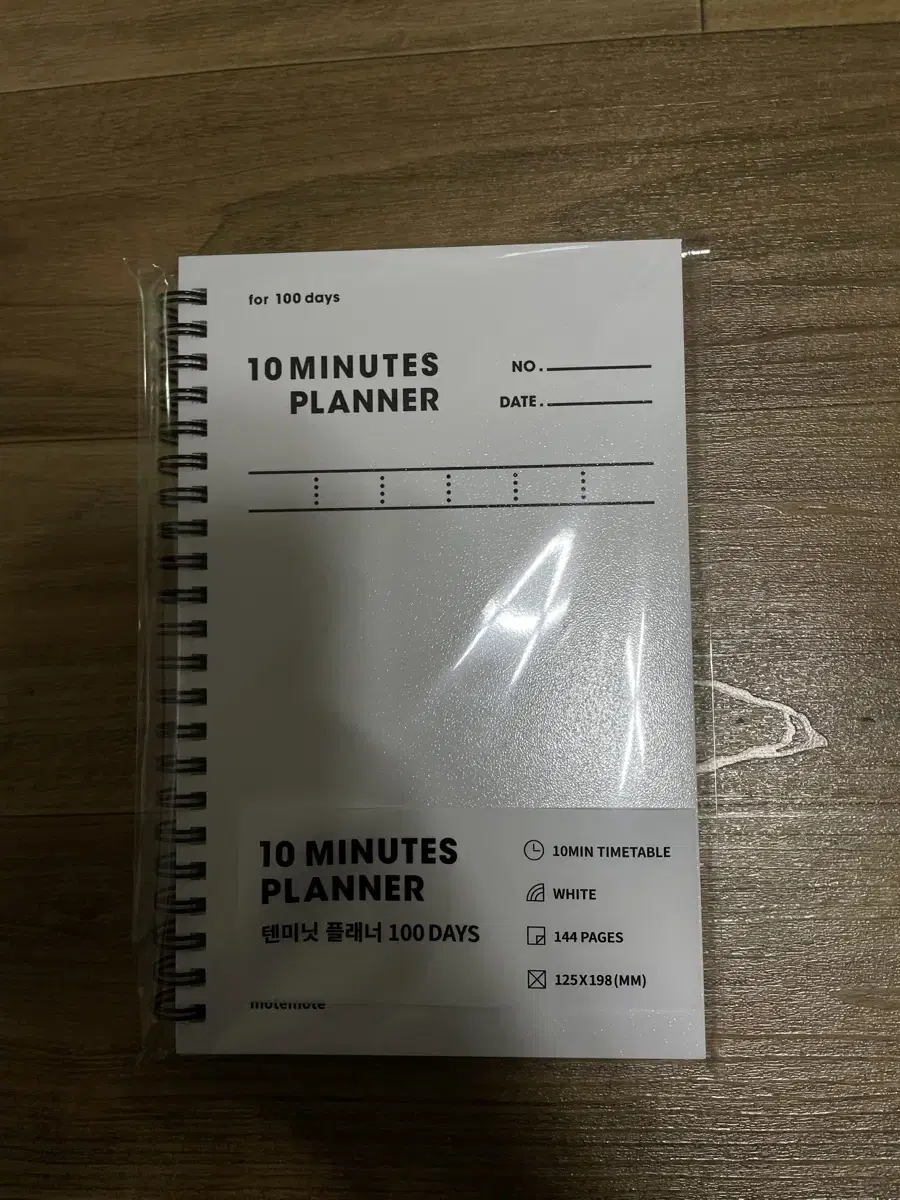 for 100 days
10 MINUTES
PLANNER
NO.
DATE.
10 MINUTES
PLANNER
텐미닛 플래너 100 DAYS
10MIN TIMETABLE
WHITE
144 PAGES
125X198(MM)
motemote